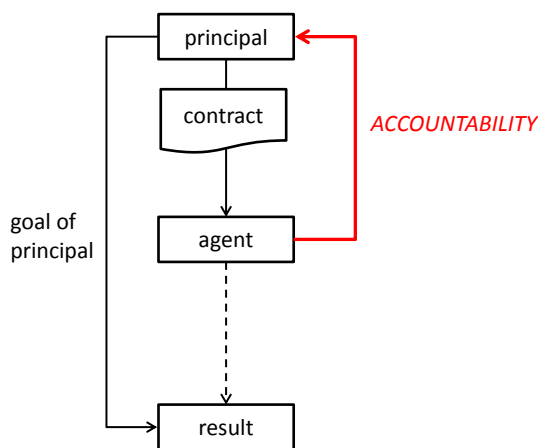 principal
contract
ACCOUNTABILITY
goal of
principal
agent
result